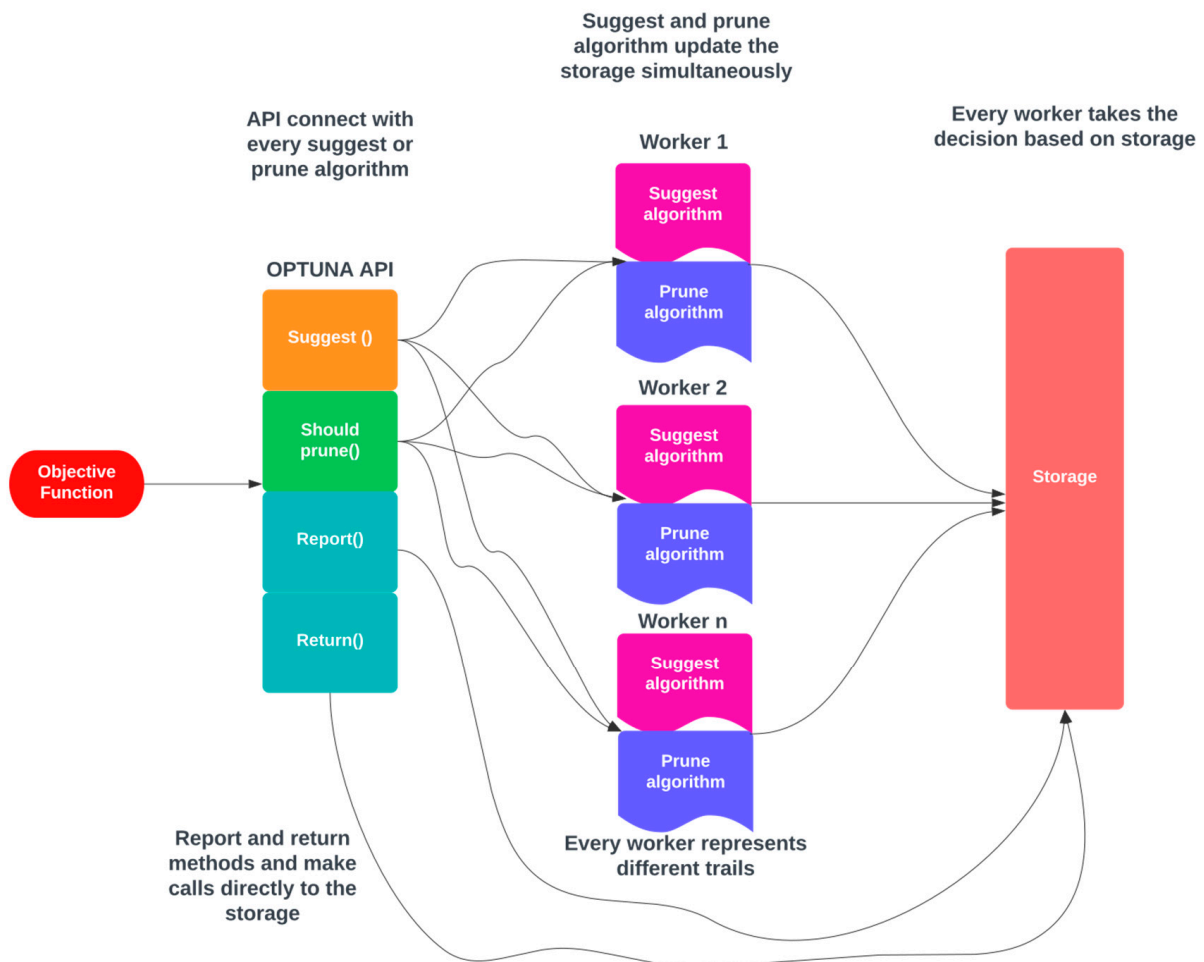 Suggest and prune
algorithm update the
storage simultaneously
API connect with
every suggest or
prune algorithm
Every worker takes the
decision based on storage
Worker 1
Suggest
algorithm
Prune
algorithm
OPTUNA API
Suggest ()
Should
prune()
Report()
Return()
Objective
Function
Worker 2
Suggest
algorithm
Prune
algorithm
Storage
Worker n
Suggest
algorithm
Prune
algorithm
Every worker represents
different trails
Report and return
methods and make
calls directly to the
storage